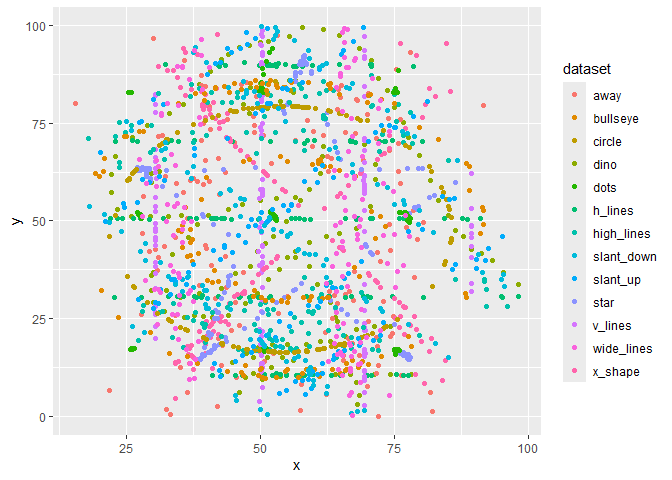 100
75
50
25
0
y
25
50
75
100
x
dataset
away
bullseye
circle
dino
dots
h_lines
high_lines
slant_down
slant_up
star
v_lines
wide_lines
x_shape